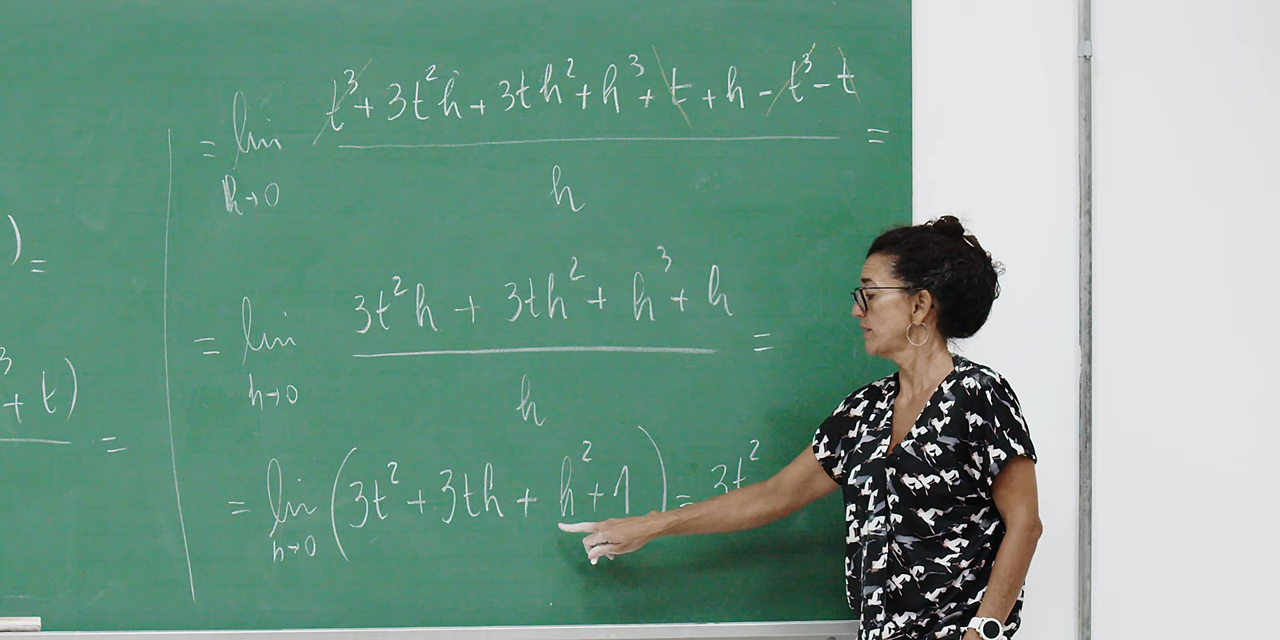 ) =
3
+ t) =
= lim t³ + 3t²h + 3th² + h³ + t + h - t³ - t =
h→0 h
= lim 3t²h + 3th² + h³ + h =
h→0 h
= lim (3t² + 3th + h² + 1) = 3t²
h→0